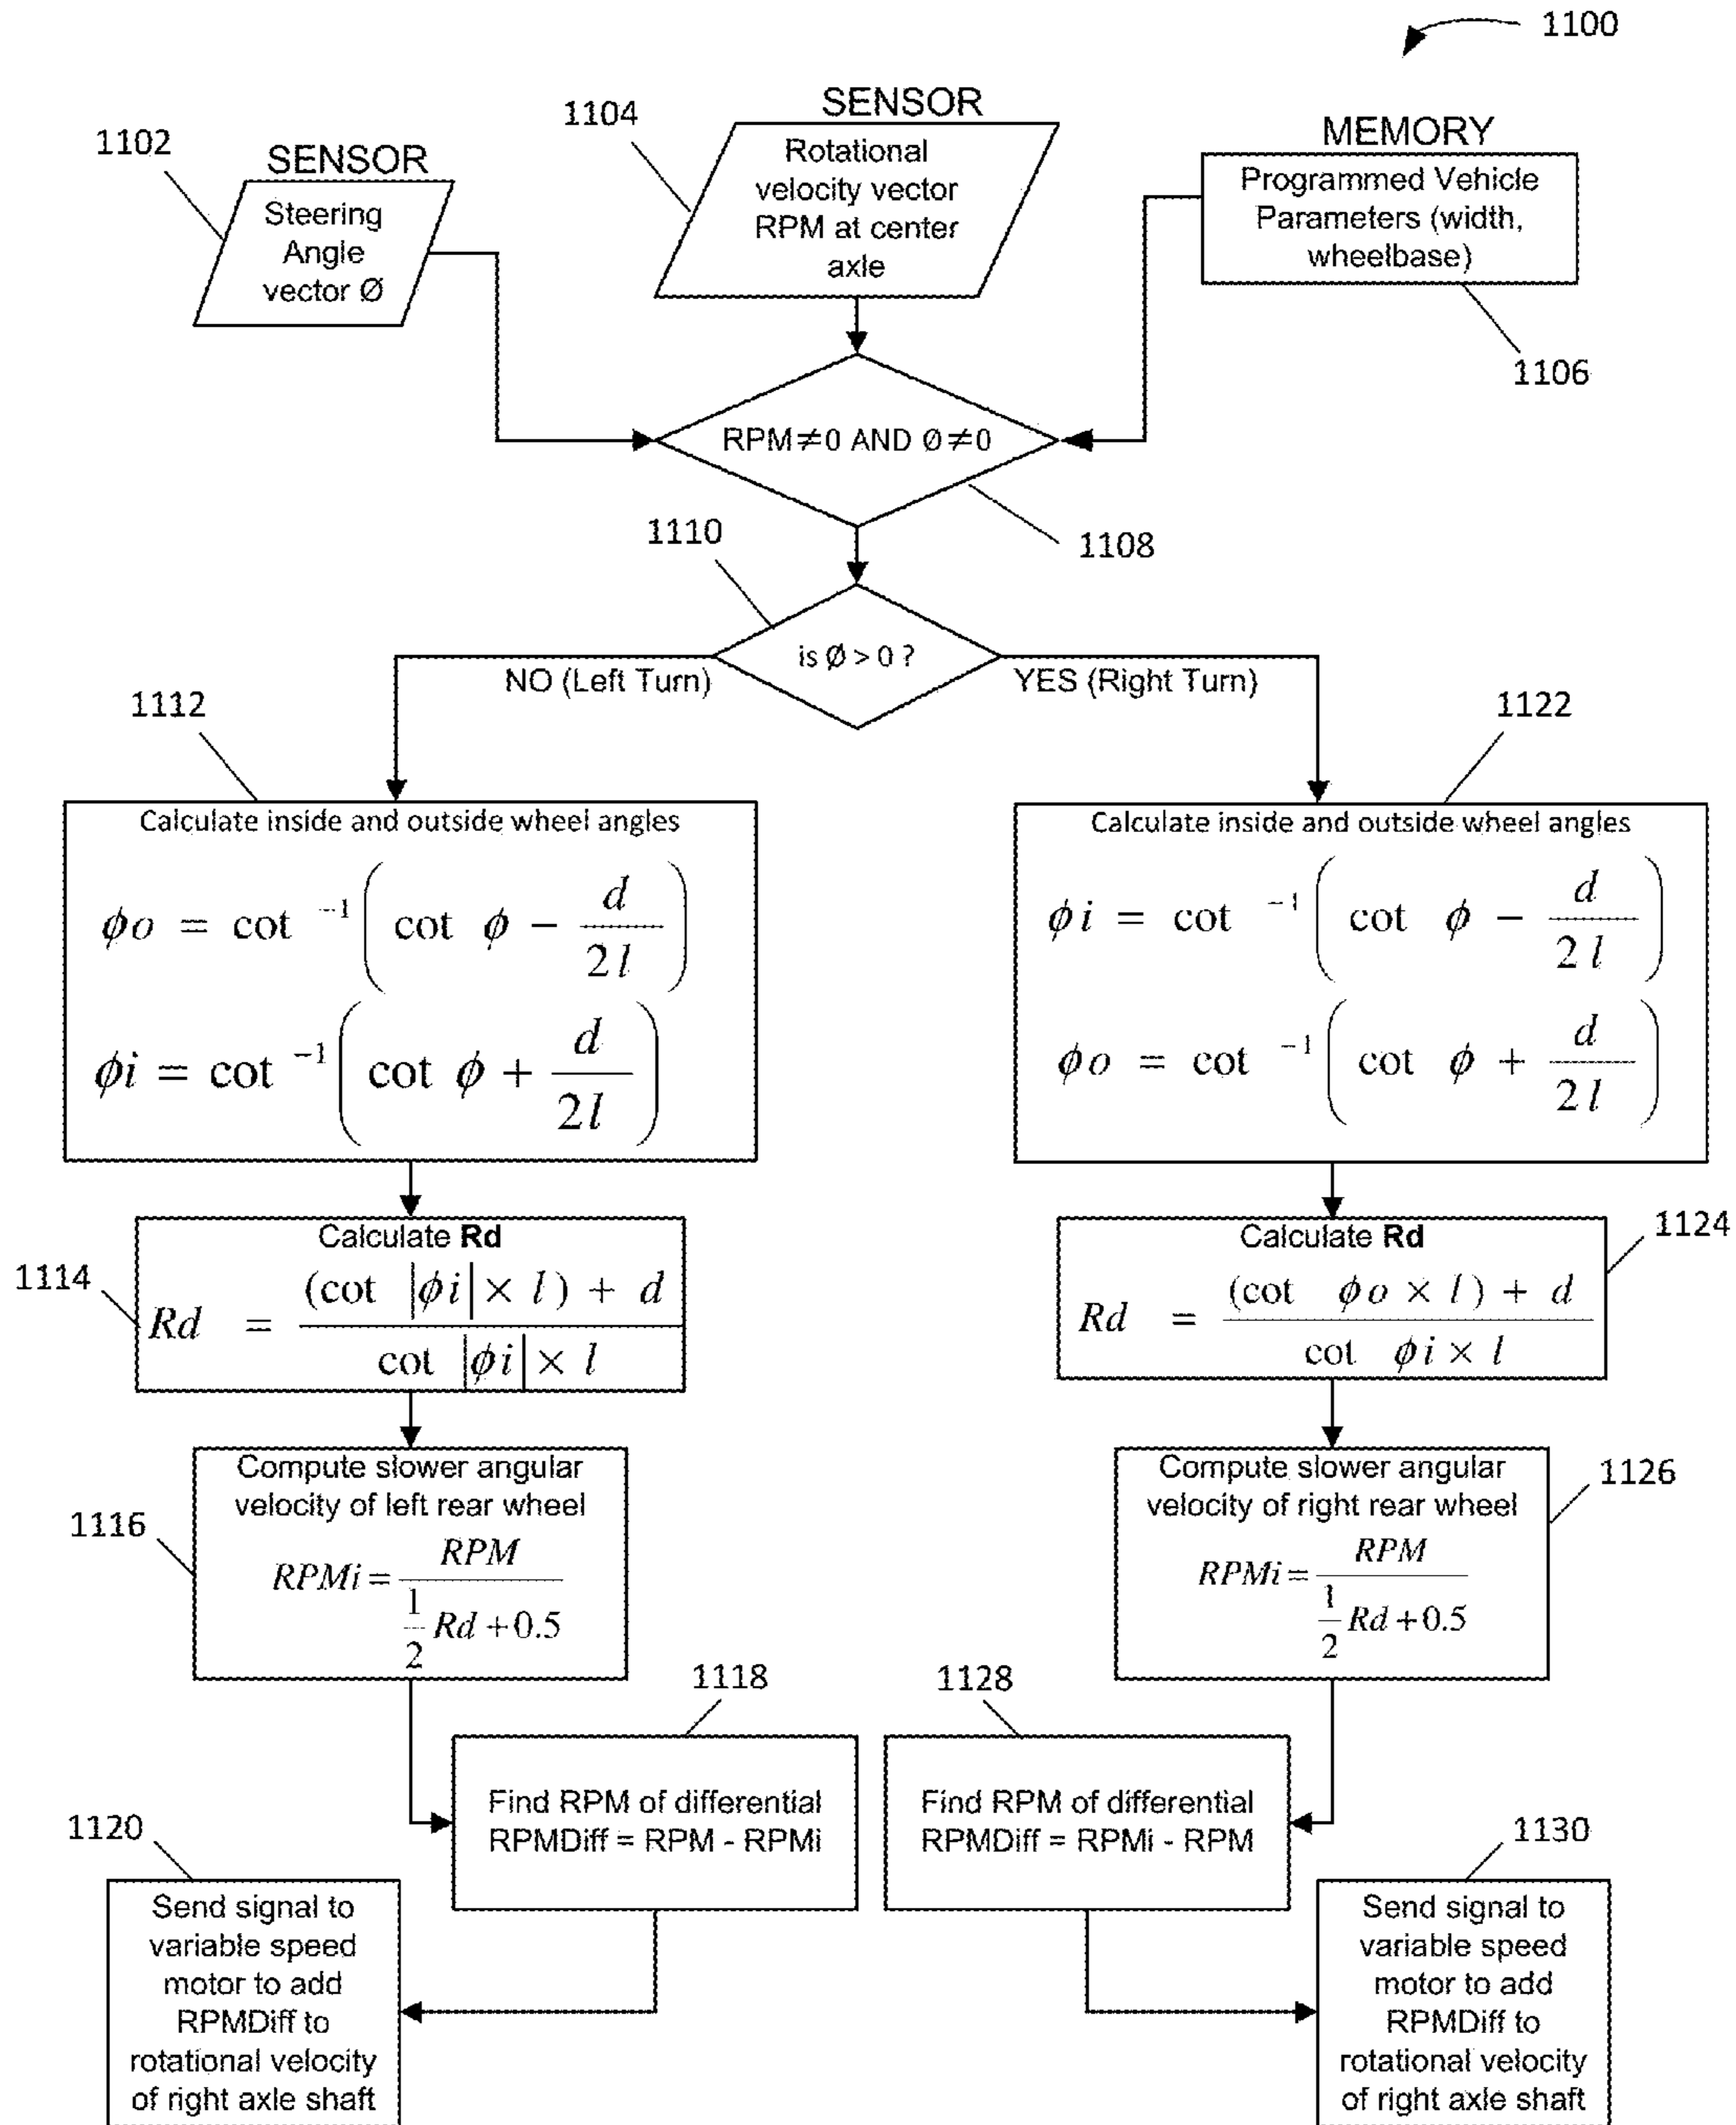 1100
SENSOR
1104
Rotational
velocity vector
RPM at center
axle
MEMORY
Programmed Vehicle
Parameters (width,
wheelbase)
1106
1102
SENSOR
Steering
Angle
vector Ø
RPM≠0 AND Ø≠0
1108
1110
is Ø > 0 ?
NO (Left Turn)
YES (Right Turn)
1112
Calculate inside and outside wheel angles
ϕo = cot ⁻¹( cot ϕ − d/2l )
ϕi = cot ⁻¹( cot ϕ + d/2l )
1122
Calculate inside and outside wheel angles
ϕi = cot ⁻¹( cot ϕ − d/2l )
ϕo = cot ⁻¹( cot ϕ + d/2l )
1114
Calculate Rd
Rd = ((cot |ϕi| × l) + d)/(cot |ϕi| × l)
1124
Calculate Rd
Rd = ((cot ϕo × l) + d)/(cot ϕi × l)
1116
Compute slower angular
velocity of left rear wheel
RPMi = RPM/(1/2 Rd + 0.5)
1126
Compute slower angular
velocity of right rear wheel
RPMi = RPM/(1/2 Rd + 0.5)
1118
Find RPM of differential
RPMDiff = RPM - RPMi
1128
Find RPM of differential
RPMDiff = RPMi - RPM
1120
Send signal to
variable speed
motor to add
RPMDiff to
rotational velocity
of right axle shaft
1130
Send signal to
variable speed
motor to add
RPMDiff to
rotational velocity
of right axle shaft